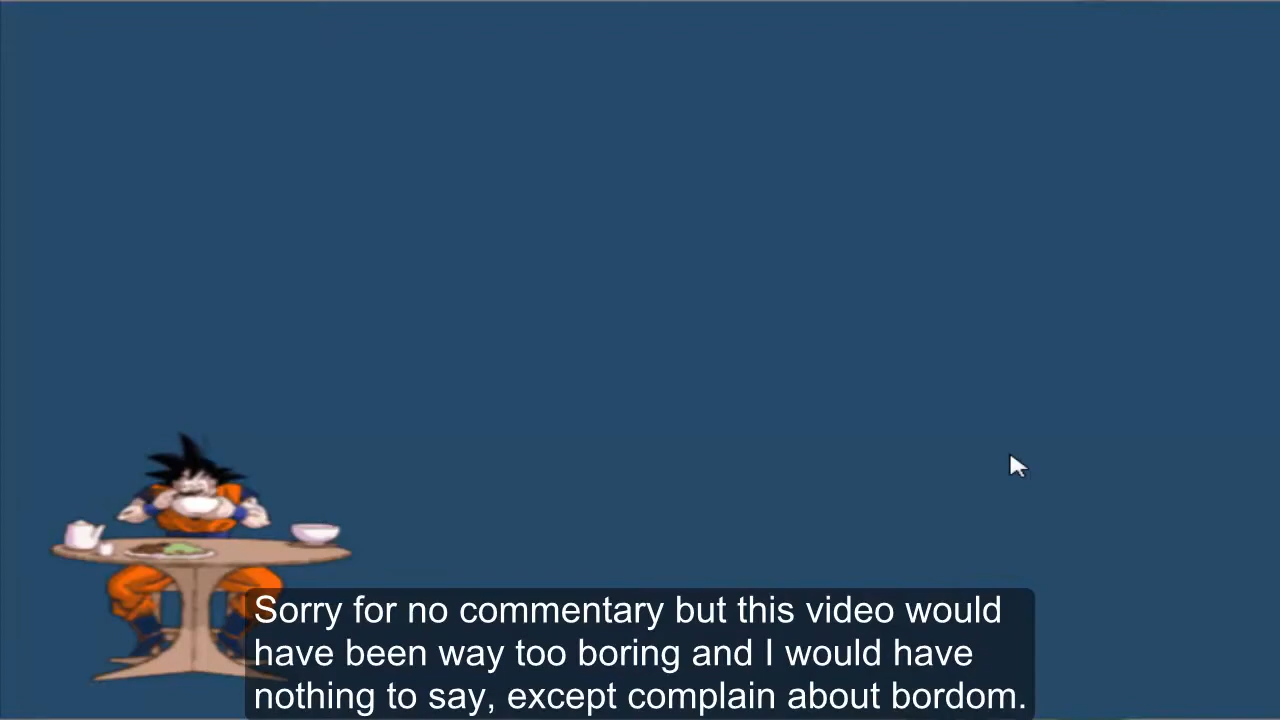 Sorry for no commentary but this video would
have been way too boring and I would have
nothing to say, except complain about bordom.